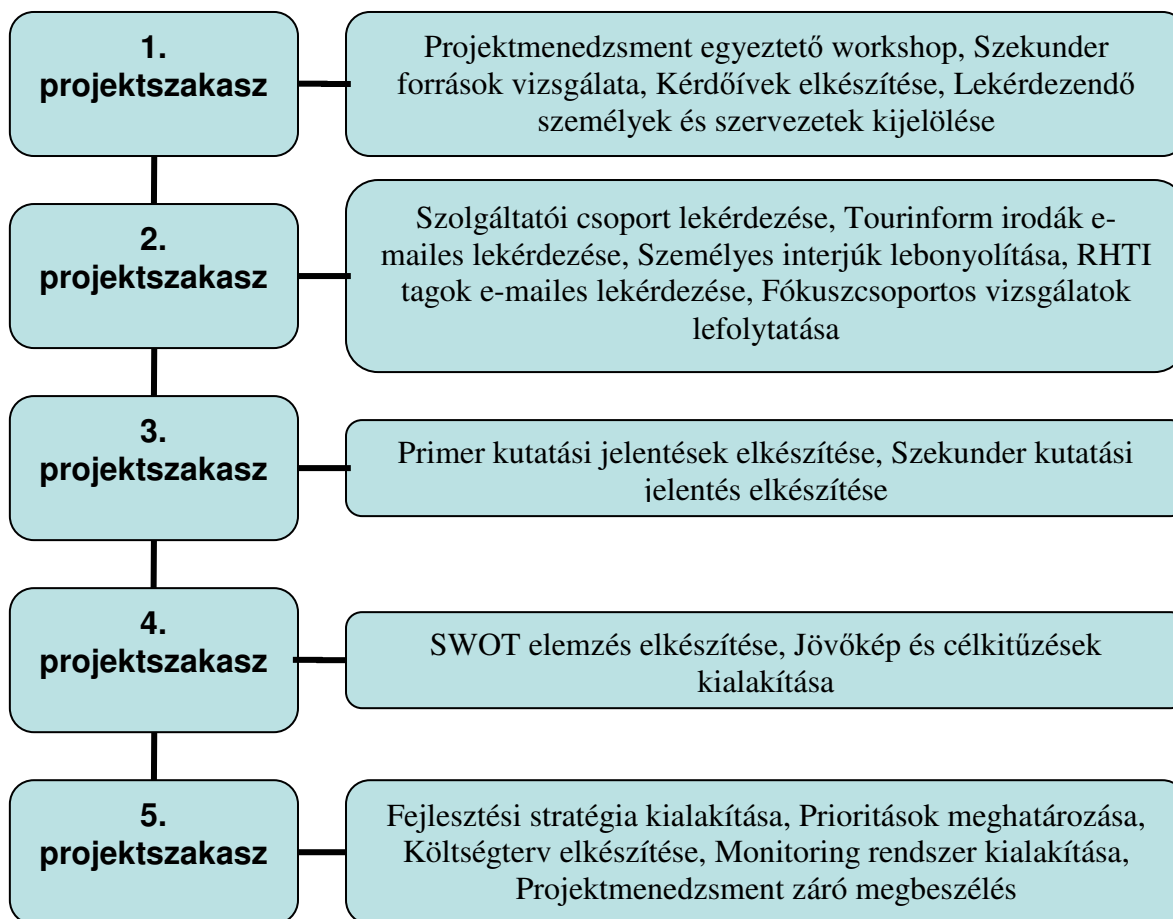 1.
projektszakasz
Projektmenedzsment egyeztető workshop, Szekunder
források vizsgálata, Kérdőívek elkészítése, Lekérdezendő
személyek és szervezetek kijelölése
2.
projektszakasz
Szolgáltatói csoport lekérdezése, Tourinform irodák e-
mailes lekérdezése, Személyes interjúk lebonyolítása, RHTI
tagok e-mailes lekérdezése, Fókuszcsoportos vizsgálatok
lefolytatása
3.
projektszakasz
Primer kutatási jelentések elkészítése, Szekunder kutatási
jelentés elkészítése
4.
projektszakasz
SWOT elemzés elkészítése, Jövőkép és célkitűzések
kialakítása
5.
projektszakasz
Fejlesztési stratégia kialakítása, Prioritások meghatározása,
Költségterv elkészítése, Monitoring rendszer kialakítása,
Projektmenedzsment záró megbeszélés